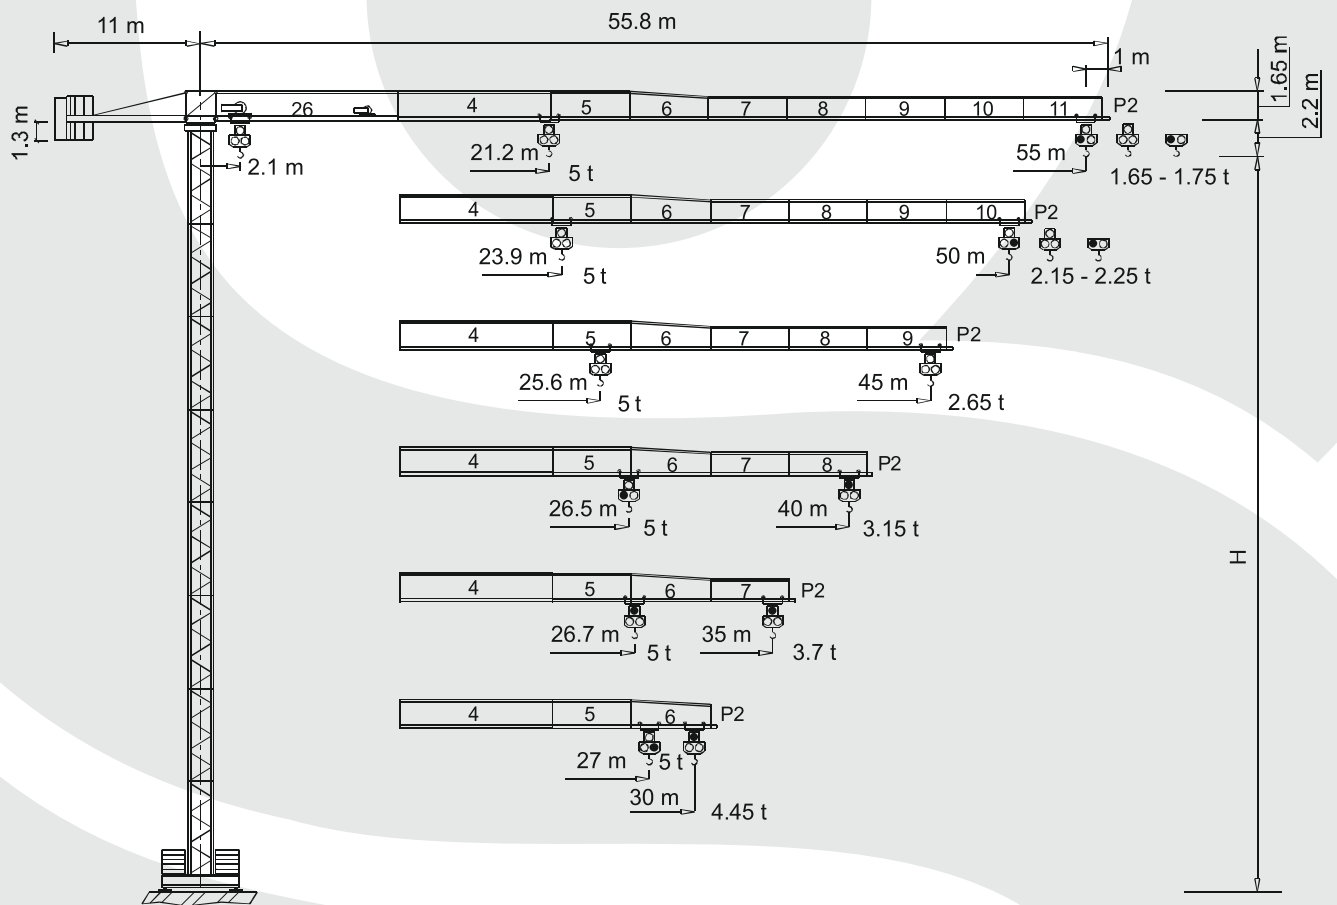 11 m
55.8 m
1 m
1.65 m
2.2 m
1.3 m
26
4
5
6
7
8
9
10
11
P2
2.1 m
21.2 m
5 t
55 m
1.65 - 1.75 t
4
5
6
7
8
9
10
P2
23.9 m
5 t
50 m
2.15 - 2.25 t
4
5
6
7
8
9
P2
25.6 m
5 t
45 m
2.65 t
4
5
6
7
8
P2
26.5 m
5 t
40 m
3.15 t
H
4
5
6
7
P2
26.7 m
5 t
35 m
3.7 t
4
5
6
P2
27 m
5 t
30 m
4.45 t